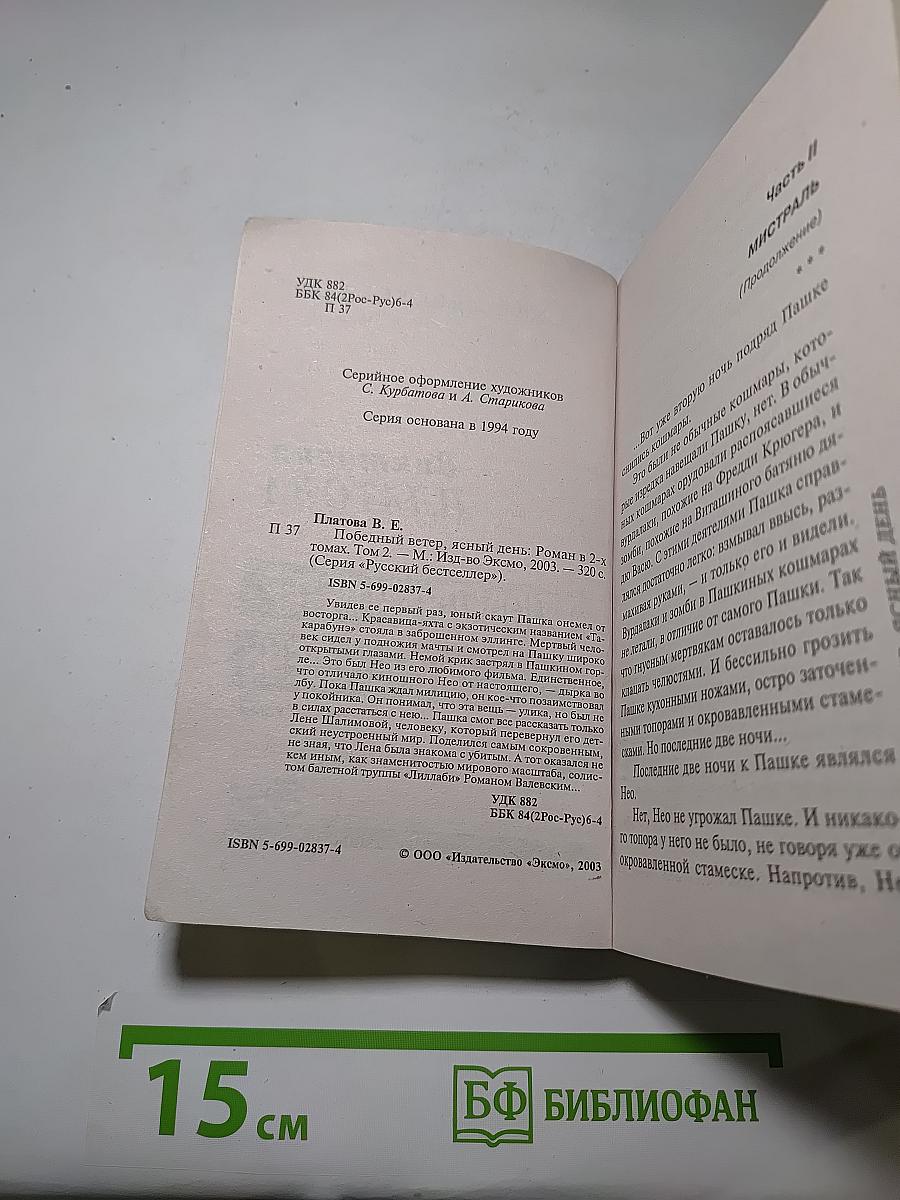 УДК 882
ББК 84(2Рос-Рус)6-4
П 37
Серийное оформление художников
С. Курбатова и А. Старикова
Серия основана в 1994 году
Платова В. Е.
П 37 Победный ветер, ясный день: Роман в 2-х
томах. Том 2. — М.: Изд-во Эксмо, 2003. — 320 с.
(Серия «Русский бестселлер»).
ISBN 5-699-02837-4
Увидев ее первый раз, юный скаут Пашка онемел от
восторга... Красавица-яхта с экзотическим названием «Та-
карабунэ» стояла в заброшенном эллинге. Мертвый чело-
век сидел у подножия мачты и смотрел на Пашку широко
открытыми глазами. Немой крик застрял в Пашкином гор-
ле... Это был Нео из его любимого фильма. Единственное,
что отличало киношного Нео от настоящего, — дырка во
лбу. Пока Пашка ждал милицию, он кое-что позаимствовал
у покойника. Он понимал, что эта вещь — улика, но был не
в силах расстаться с нею... Пашка смог все рассказать только
Лене Шалимовой, человеку, который перевернул его дет-
ский неустроенный мир. Поделился самым сокровенным,
не зная, что Лена была знакома с убитым. А тот оказался не
кем иным, как знаменитостью мирового масштаба, солис-
том балетной труппы «Лиллаби» Романом Валевским...
УДК 882
ББК 84(2Рос-Рус)6-4
ISBN 5-699-02837-4
© ООО «Издательство «Эксмо», 2003
Часть II
МИСТРАЛЬ
(Продолжение)
* * *
...Вот уже вторую ночь подряд Пашке
снились кошмары.
Это были не обычные кошмары, кото-
рые изредка навещали Пашку, нет. В обыч-
ных кошмарах орудовали распоясавшиеся
вурдалаки, похожие на Фредди Крюгера, и
зомби, похожие на Виташиного батяню дя-
дю Васю. С этими деятелями Пашка справ-
лялся достаточно легко: взмывал ввысь, раз-
махивая руками, — и только его и видели.
Вурдалаки и зомби в Пашкиных кошмарах
не летали, в отличие от самого Пашки. Так
что гнусным мертвякам оставалось только
клацать челюстями. И бессильно грозить
Пашке кухонными ножами, остро заточен-
ными топорами и окровавленными стаме-
сками. Но последние две ночи...
Последние две ночи к Пашке являлся
Нео.
Нет, Нео не угрожал Пашке. И никако-
го топора у него не было, не говоря уже о
окровавленной стамеске. Напротив, Не
ДЕНЬ
15 см
БФ БИБЛИОФАН